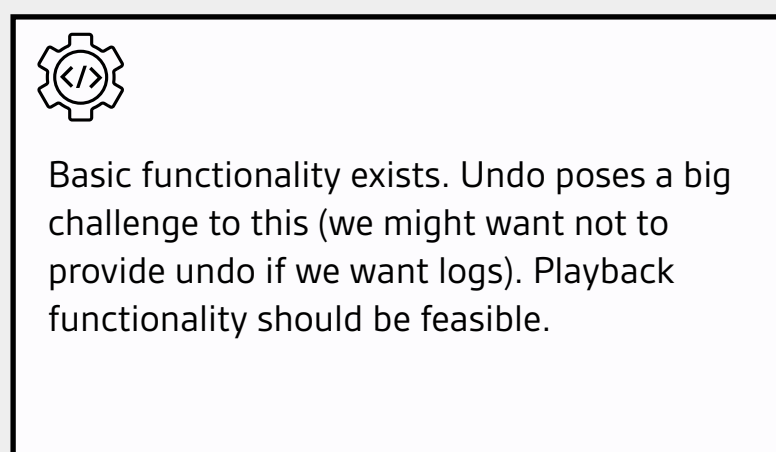 </>
Basic functionality exists. Undo poses a big
challenge to this (we might want not to
provide undo if we want logs). Playback
functionality should be feasible.